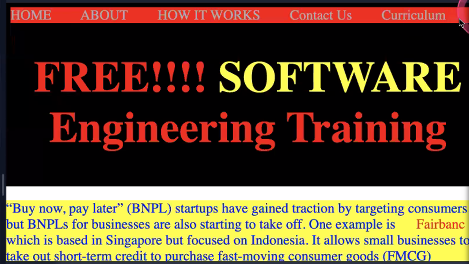 HOME ABOUT HOW IT WORKS Contact Us Curriculum
FREE!!!! SOFTWARE
Engineering Training
“Buy now, pay later” (BNPL) startups have gained traction by targeting consumers
but BNPLs for businesses are also starting to take off. One example is Fairbanc
which is based in Singapore but focused on Indonesia. It allows small businesses to
take out short-term credit to purchase fast-moving consumer goods (FMCG)